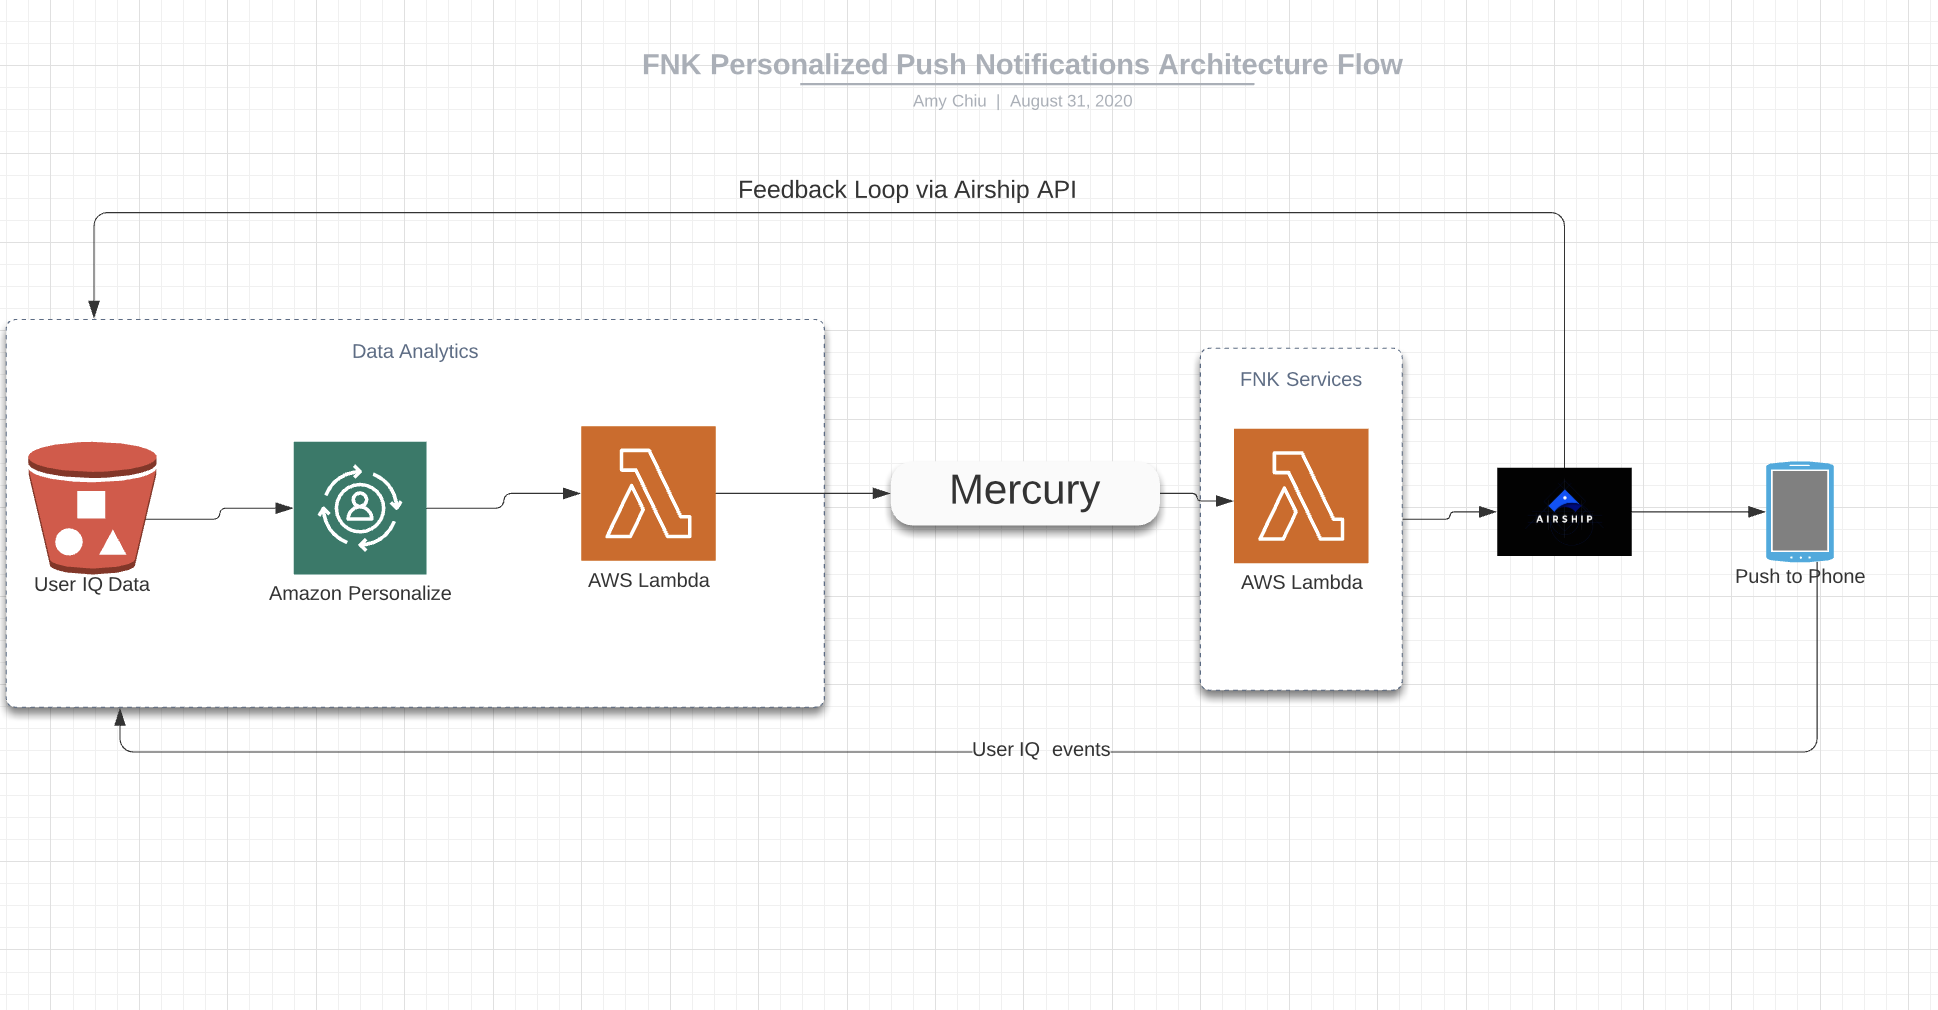 FNK Personalized Push Notifications Architecture Flow
Amy Chiu | August 31, 2020
Feedback Loop via Airship API
Data Analytics
FNK Services
Mercury
AIRSHIP
User IQ Data
Amazon Personalize
AWS Lambda
AWS Lambda
Push to Phone
User IQ events